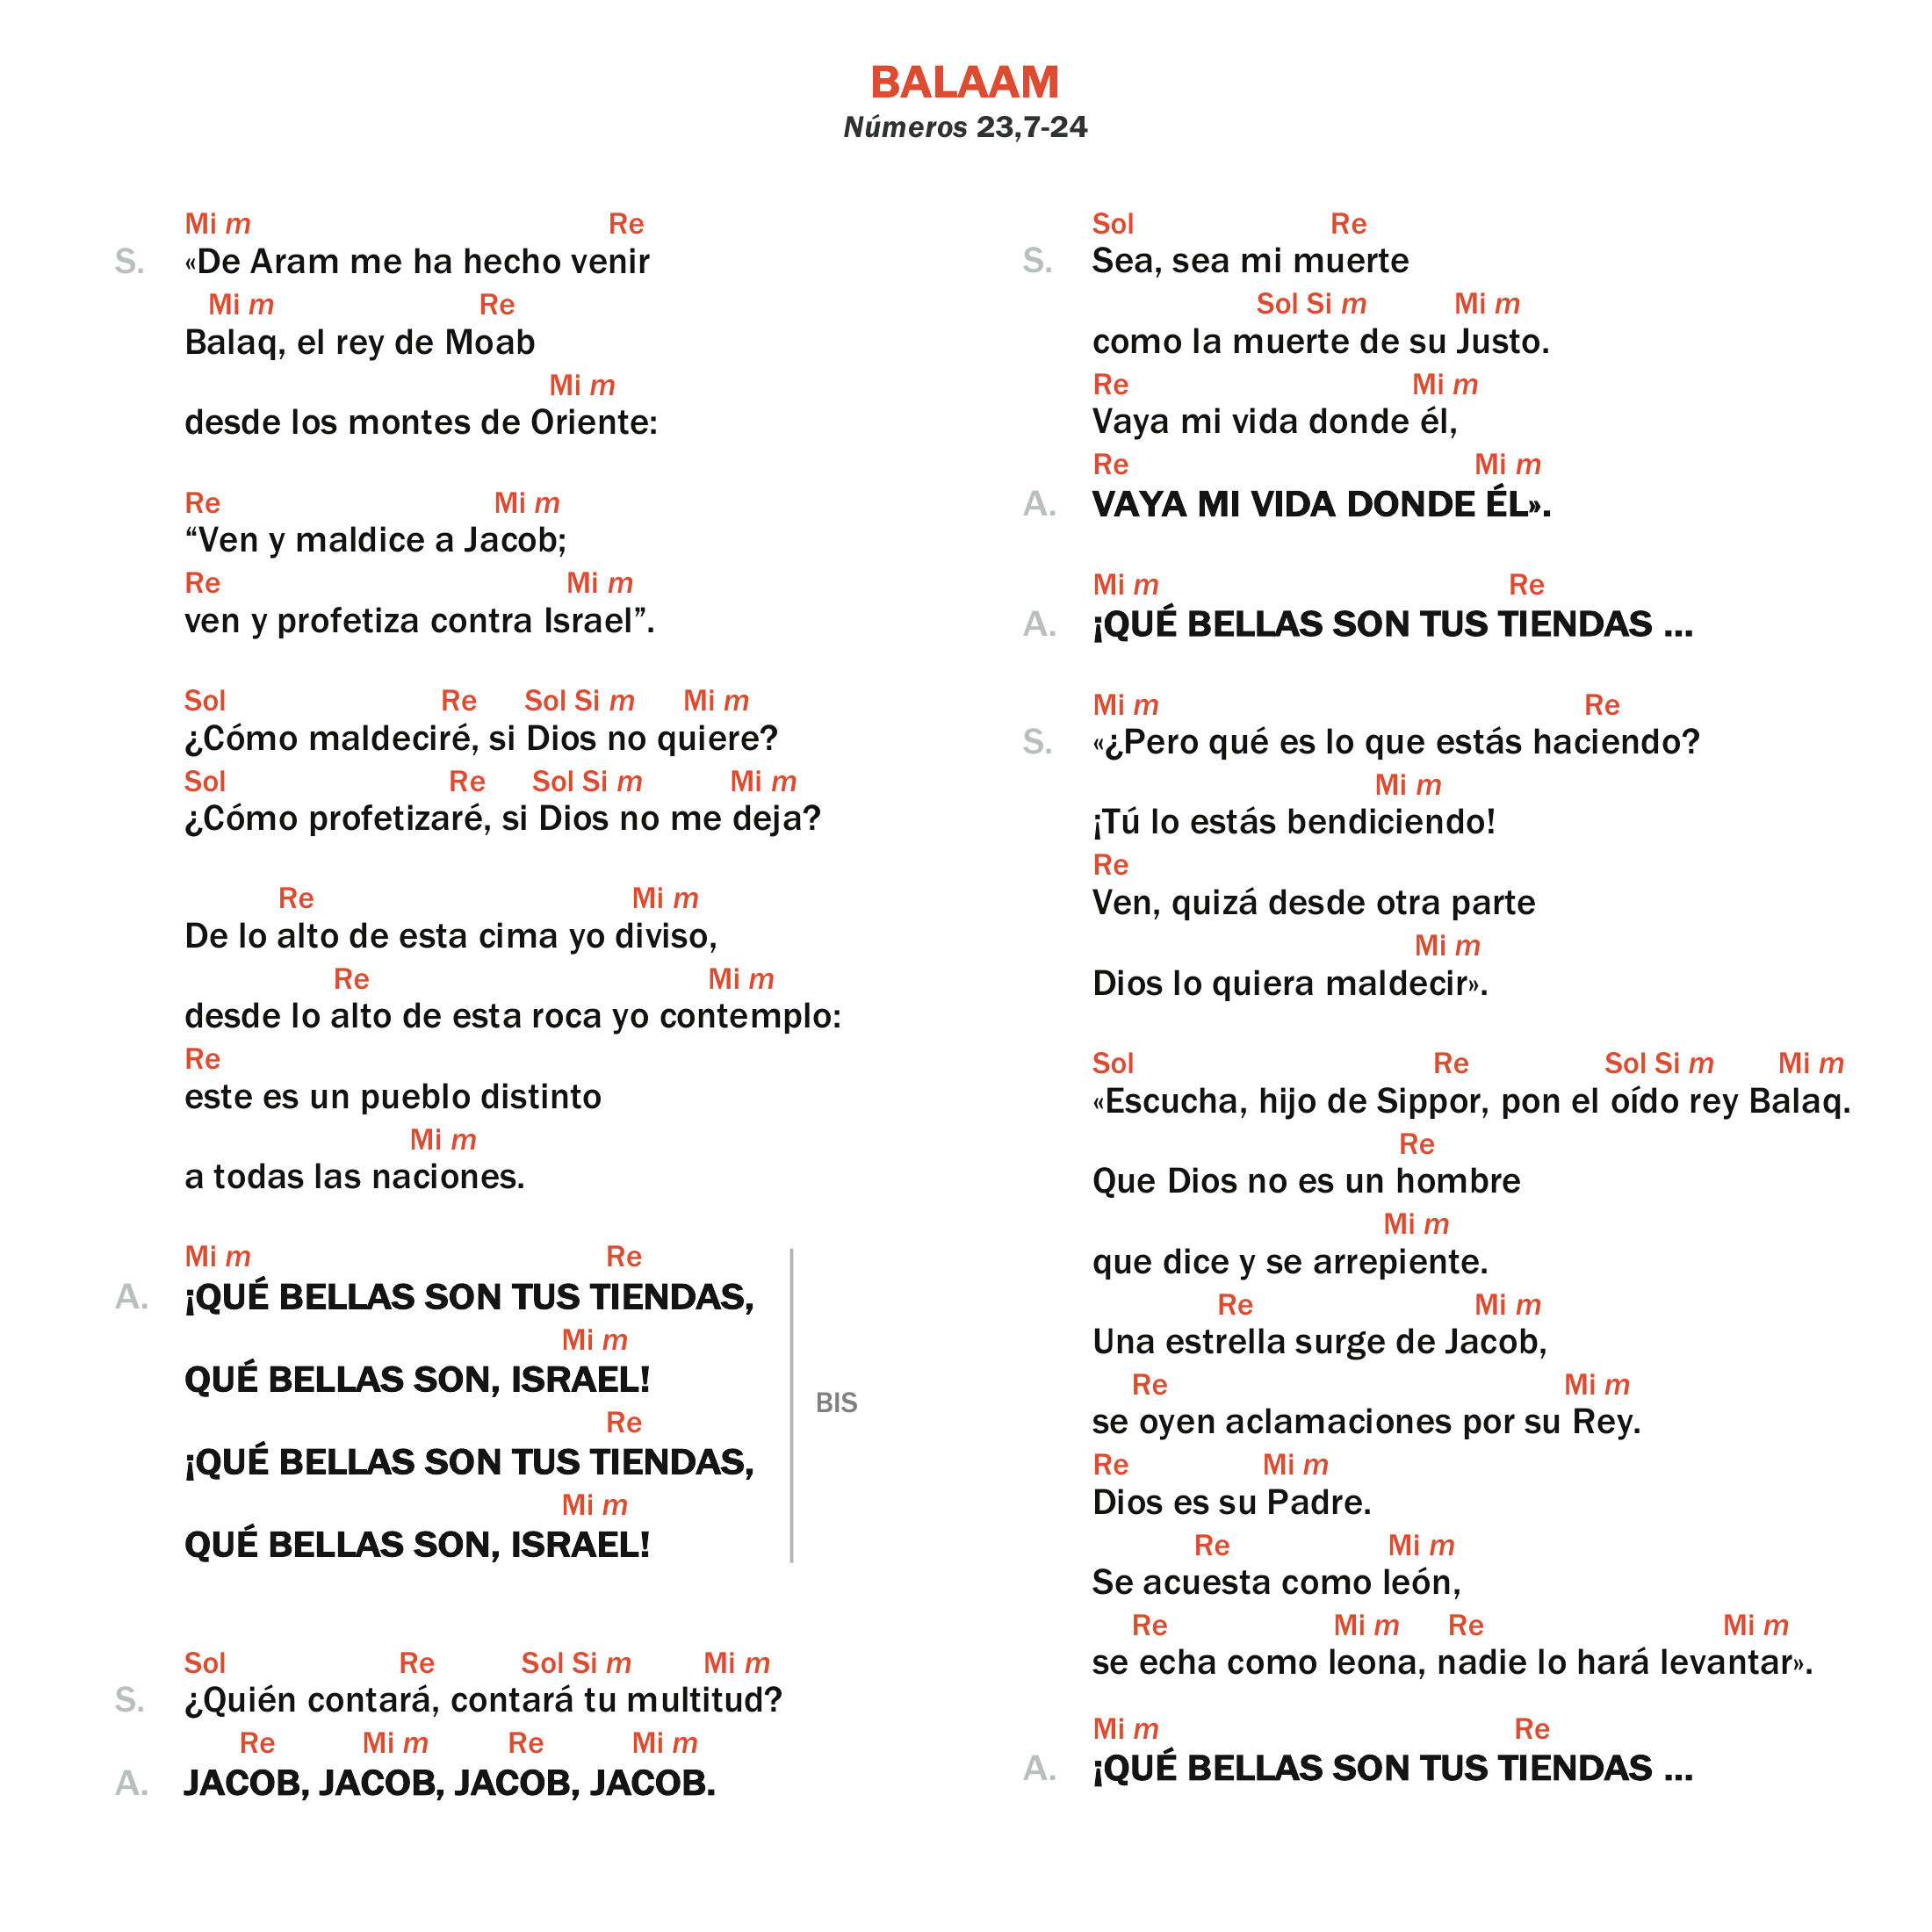 BALAAM
Números 23,7-24
Mi m Re
S. «De Aram me ha hecho venir
Mi m Re
Balaq, el rey de Moab
Mi m
desde los montes de Oriente:
Re Mi m
“Ven y maldice a Jacob;
Re Mi m
ven y profetiza contra Israel”.
Sol Re Sol Si m Mi m
¿Cómo maldeciré, si Dios no quiere?
Sol Re Sol Si m Mi m
¿Cómo profetizaré, si Dios no me deja?
Re Mi m
De lo alto de esta cima yo diviso,
Re Mi m
desde lo alto de esta roca yo contemplo:
Re
este es un pueblo distinto
Mi m
a todas las naciones.
Mi m Re
A. ¡QUÉ BELLAS SON TUS TIENDAS,
Mi m
QUÉ BELLAS SON, ISRAEL!
BIS
Re
¡QUÉ BELLAS SON TUS TIENDAS,
Mi m
QUÉ BELLAS SON, ISRAEL!
Sol Re Sol Si m Mi m
S. ¿Quién contará, contará tu multitud?
Re Mi m Re Mi m
A. JACOB, JACOB, JACOB, JACOB.
Sol Re
S. Sea, sea mi muerte
Sol Si m Mi m
como la muerte de su Justo.
Re Mi m
Vaya mi vida donde él,
Re Mi m
A. VAYA MI VIDA DONDE ÉL».
Mi m Re
A. ¡QUÉ BELLAS SON TUS TIENDAS ...
Mi m Re
S. «¿Pero qué es lo que estás haciendo?
Mi m
¡Tú lo estás bendiciendo!
Re
Ven, quizá desde otra parte
Mi m
Dios lo quiera maldecir».
Sol Re Sol Si m Mi m
«Escucha, hijo de Sippor, pon el oído rey Balaq.
Re
Que Dios no es un hombre
Mi m
que dice y se arrepiente.
Re Mi m
Una estrella surge de Jacob,
Re Mi m
se oyen aclamaciones por su Rey.
Re Mi m
Dios es su Padre.
Re Mi m
Se acuesta como león,
Re Mi m Re Mi m
se echa como leona, nadie lo hará levantar».
Mi m Re
A. ¡QUÉ BELLAS SON TUS TIENDAS ...